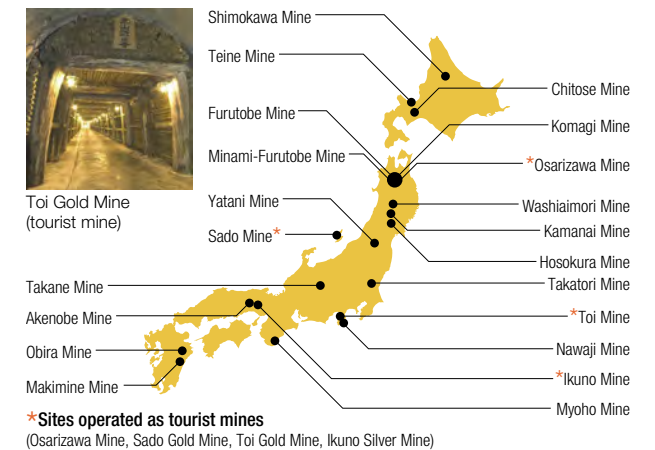 Shimokawa Mine
Teine Mine
Chitose Mine
Furutobe Mine
Komagi Mine
Minami-Furutobe Mine
*Osarizawa Mine
Toi Gold Mine
(tourist mine)
Yatani Mine
Washiaimori Mine
Sado Mine*
Kamanai Mine
Hosokura Mine
Takane Mine
Takatori Mine
Akenobe Mine
*Toi Mine
Obira Mine
Nawaji Mine
Makimine Mine
*Ikuno Mine
Myoho Mine
*Sites operated as tourist mines
(Osarizawa Mine, Sado Gold Mine, Toi Gold Mine, Ikuno Silver Mine)